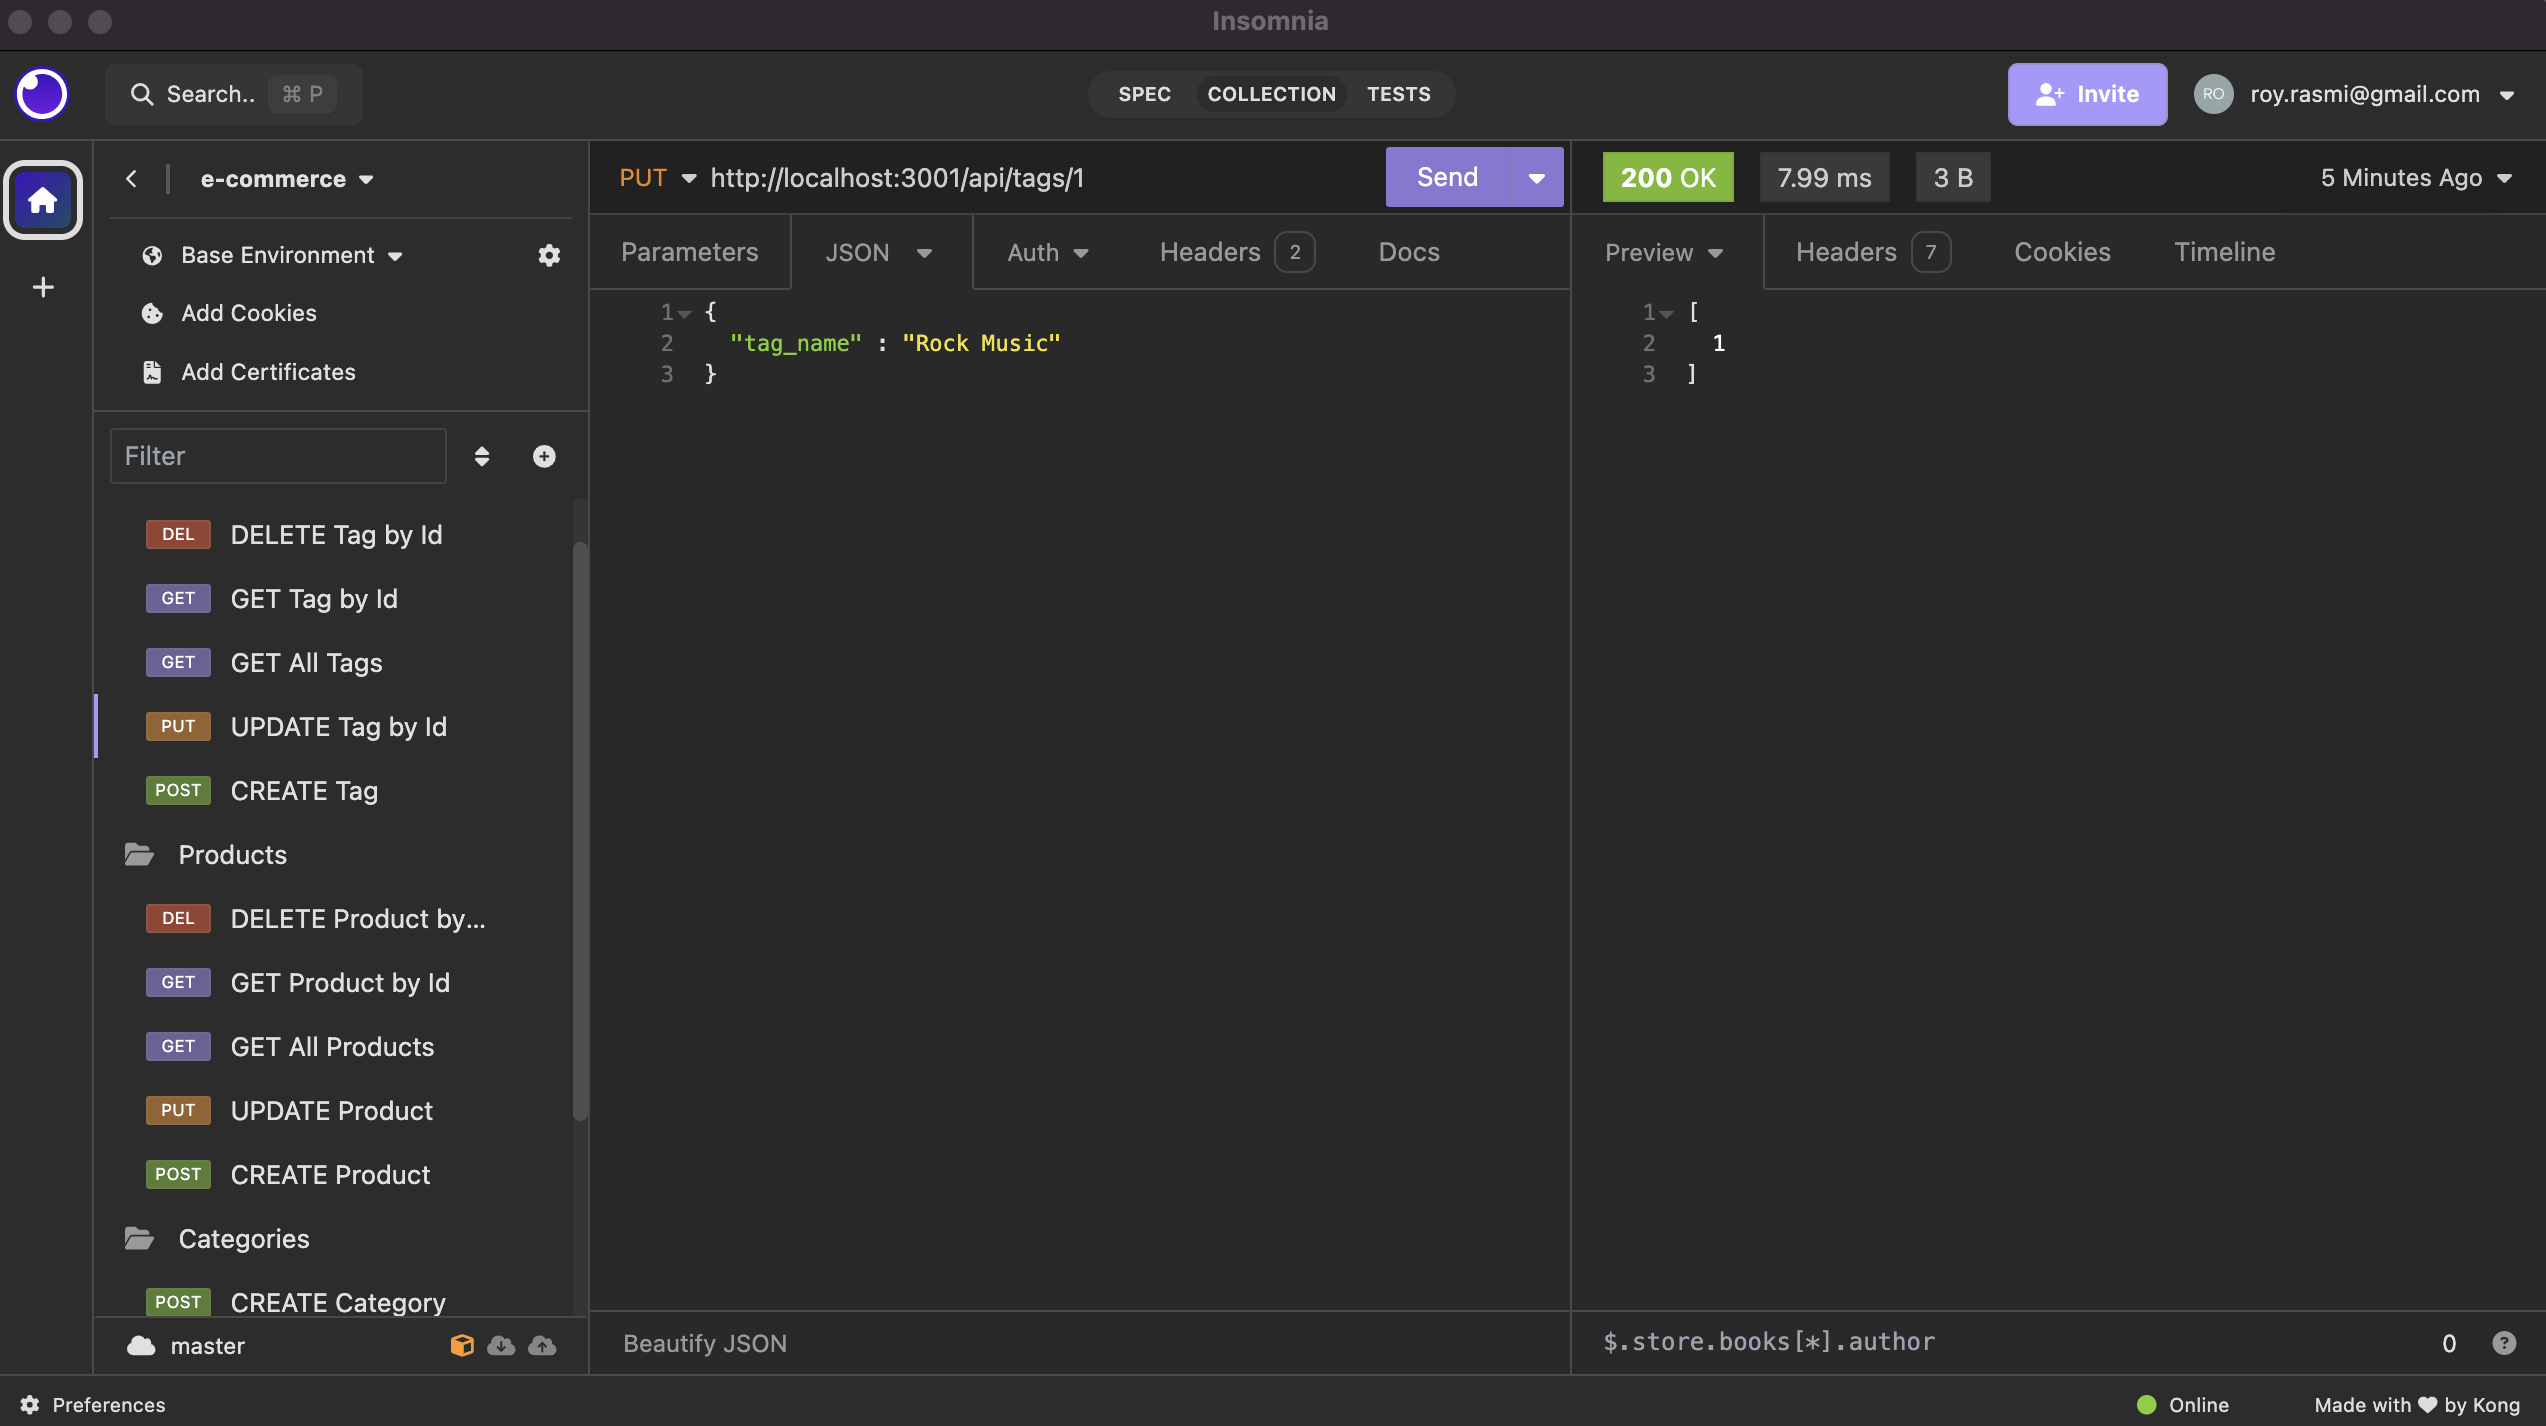 Insomnia
Search.. ⌘ P
SPEC COLLECTION TESTS
Invite
RO roy.rasmi@gmail.com
e-commerce
Base Environment
Add Cookies
Add Certificates
Filter
DEL DELETE Tag by Id
GET GET Tag by Id
GET GET All Tags
PUT UPDATE Tag by Id
POST CREATE Tag
Products
DEL DELETE Product by...
GET GET Product by Id
GET GET All Products
PUT UPDATE Product
POST CREATE Product
Categories
POST CREATE Category
master
PUT http://localhost:3001/api/tags/1
Send
Parameters JSON Auth Headers 2 Docs
1 {
2 "tag_name" : "Rock Music"
3 }
Beautify JSON
200 OK 7.99 ms 3 B 5 Minutes Ago
Preview Headers 7 Cookies Timeline
1 [
2 1
3 ]
$.store.books[*].author 0 ?
Preferences
Online
Made with ♥ by Kong